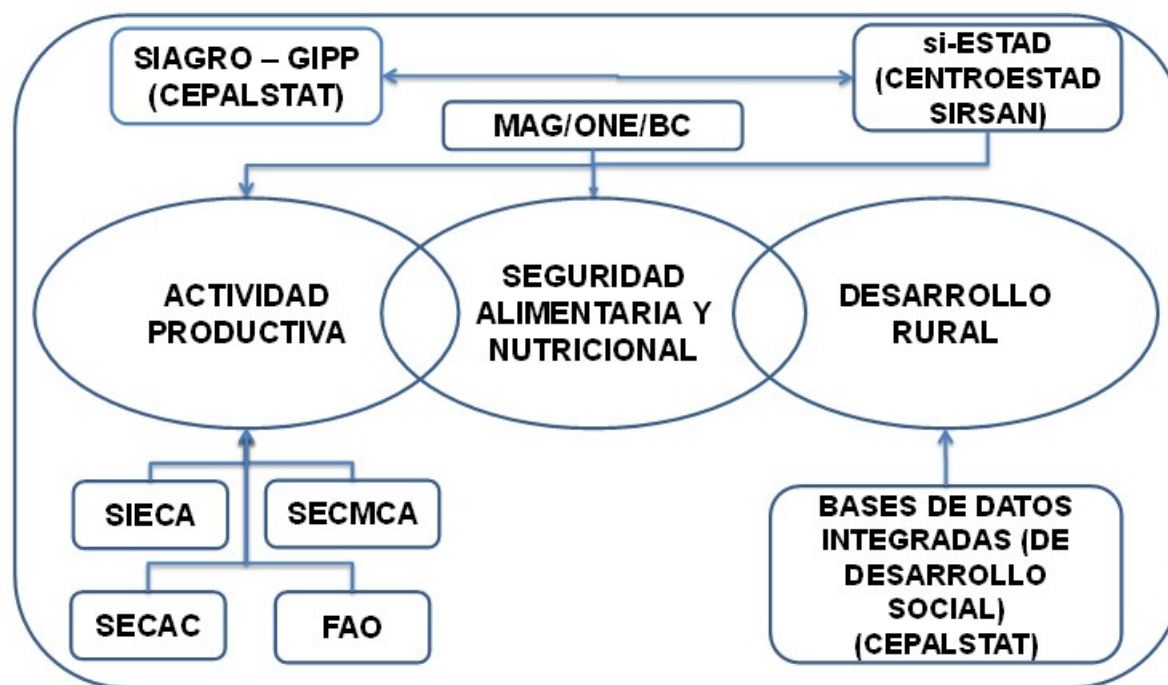 SIAGRO – GIPP
(CEPALSTAT)
si-ESTAD
(CENTROESTAD
SIRSAN)
MAG/ONE/BC
ACTIVIDAD
PRODUCTIVA
SEGURIDAD
ALIMENTARIA Y
NUTRICIONAL
DESARROLLO
RURAL
SIECA
SECMCA
SECAC
FAO
BASES DE DATOS
INTEGRADAS (DE
DESARROLLO
SOCIAL)
(CEPALSTAT)